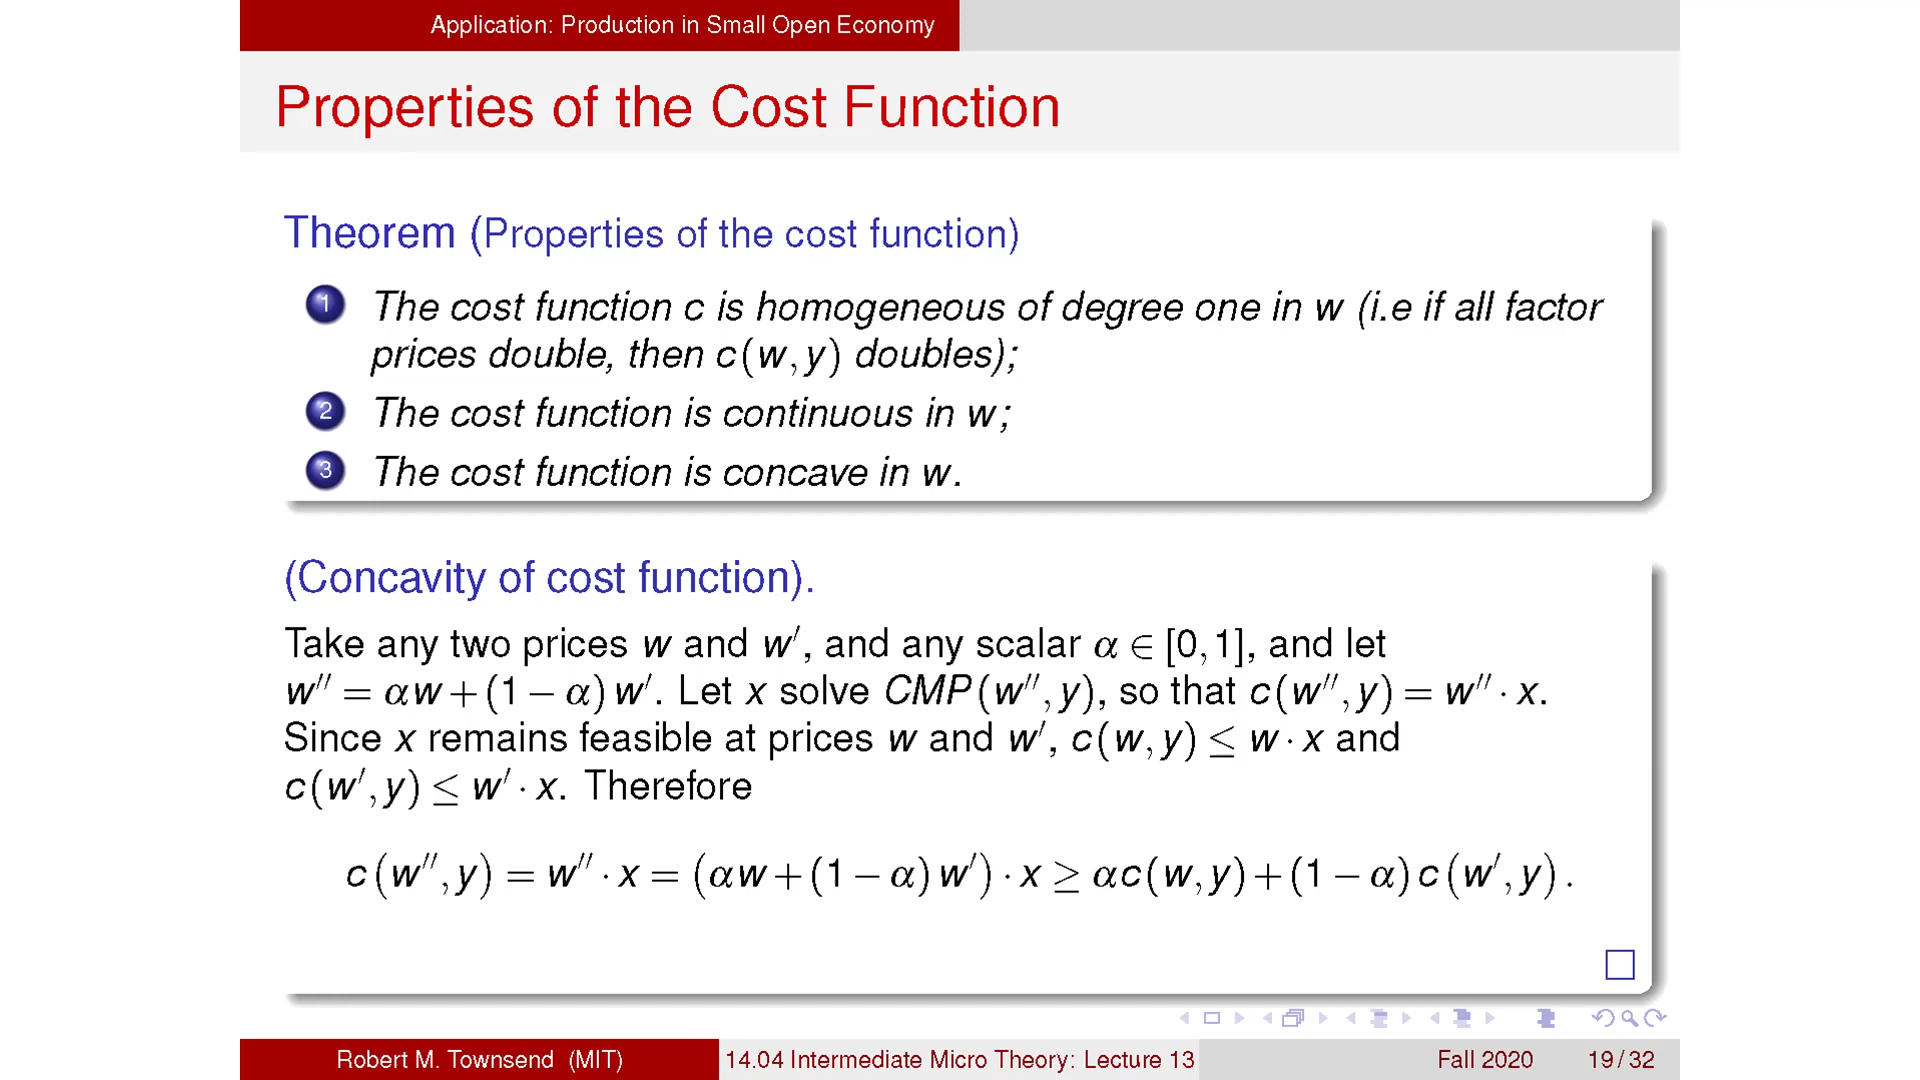 Application: Production in Small Open Economy
Properties of the Cost Function
Theorem (Properties of the cost function)
1 The cost function c is homogeneous of degree one in w (i.e if all factor
prices double, then c(w, y) doubles);
2 The cost function is continuous in w;
3 The cost function is concave in w.
(Concavity of cost function).
Take any two prices w and w′, and any scalar α ∈ [0,1], and let
w″ = αw + (1 − α) w′. Let x solve CMP(w″, y), so that c(w″, y) = w″ · x.
Since x remains feasible at prices w and w′, c(w, y) ≤ w · x and
c(w′, y) ≤ w′ · x. Therefore
c(w″, y) = w″ · x = (αw + (1 − α) w′) · x ≥ αc(w, y) + (1 − α) c(w′, y).
Robert M. Townsend (MIT)
14.04 Intermediate Micro Theory: Lecture 13
Fall 2020
19 / 32